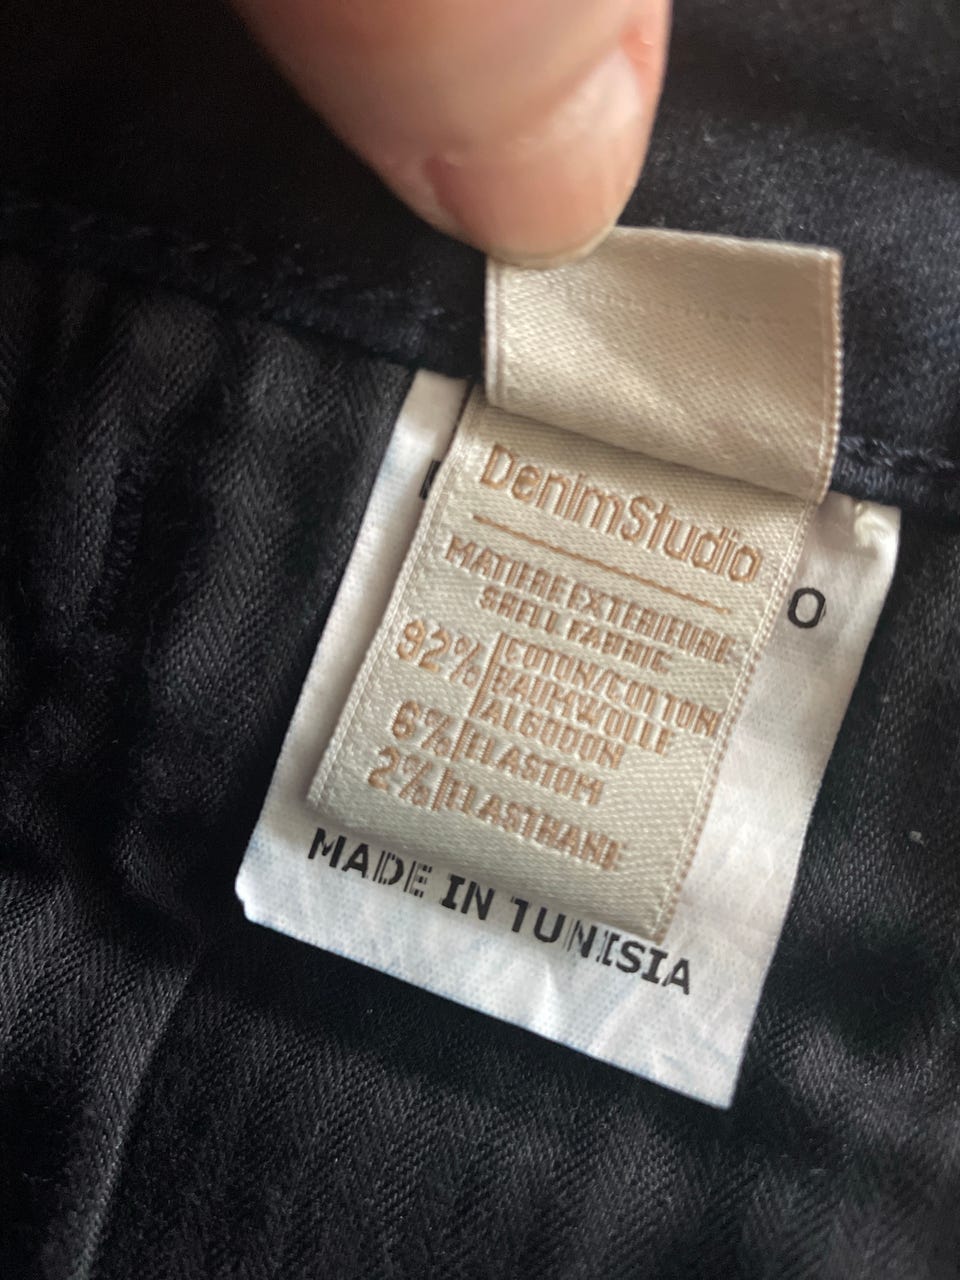 DenimStudio
MATIERE EXTERIEURE
SHELL FABRIC
92% COTON/COTTON
BAUMWOLLE
ALGODON
6% ELASTOM
2% ELASTHANE
O
MADE IN TUNISIA